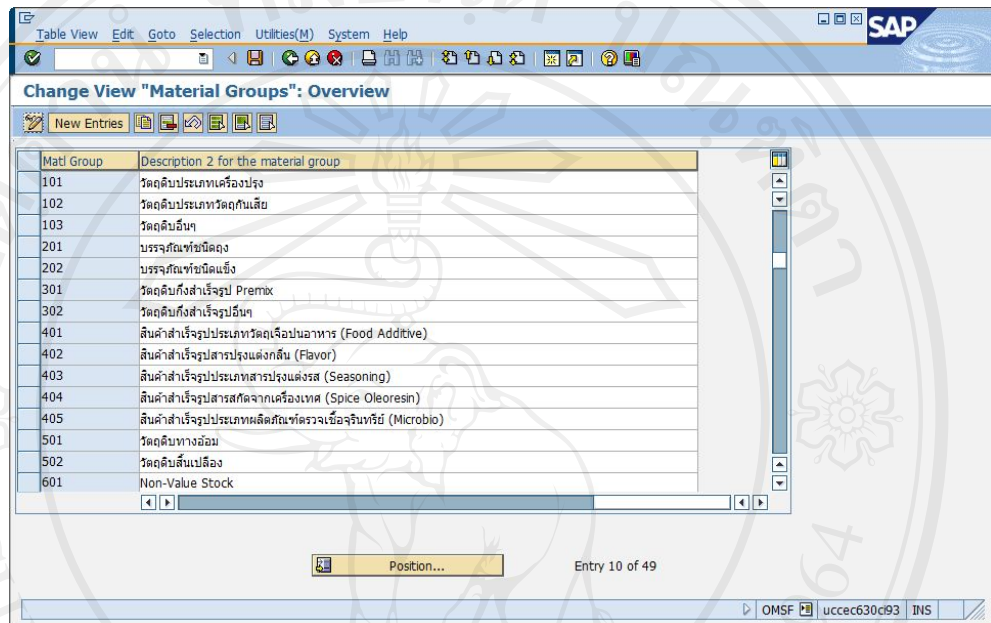 Table View Edit Goto Selection Utilities(M) System Help
SAP
Change View "Material Groups": Overview
New Entries
Matl Group Description 2 for the material group
101 วัตถุดิบประเภทเครื่องปรุง
102 วัตถุดิบประเภทวัตถุกันเสีย
103 วัตถุดิบอื่นๆ
201 บรรจุภัณฑ์ชนิดถุง
202 บรรจุภัณฑ์ชนิดแข็ง
301 วัตถุดิบกึ่งสำเร็จรูป Premix
302 วัตถุดิบกึ่งสำเร็จรูปอื่นๆ
401 สินค้าสำเร็จรูปประเภทวัตถุเจือปนอาหาร (Food Additive)
402 สินค้าสำเร็จรูปสารปรุงแต่งกลิ่น (Flavor)
403 สินค้าสำเร็จรูปประเภทสารปรุงแต่งรส (Seasoning)
404 สินค้าสำเร็จรูปสารสกัดจากเครื่องเทศ (Spice Oleoresin)
405 สินค้าสำเร็จรูปประเภทผลิตภัณฑ์ตรวจเชื้อจุรินทรีย์ (Microbio)
501 วัตถุดิบทางอ้อม
502 วัตถุดิบสิ้นเปลือง
601 Non-Value Stock
Position... Entry 10 of 49
OMSF uccec630ci93 INS